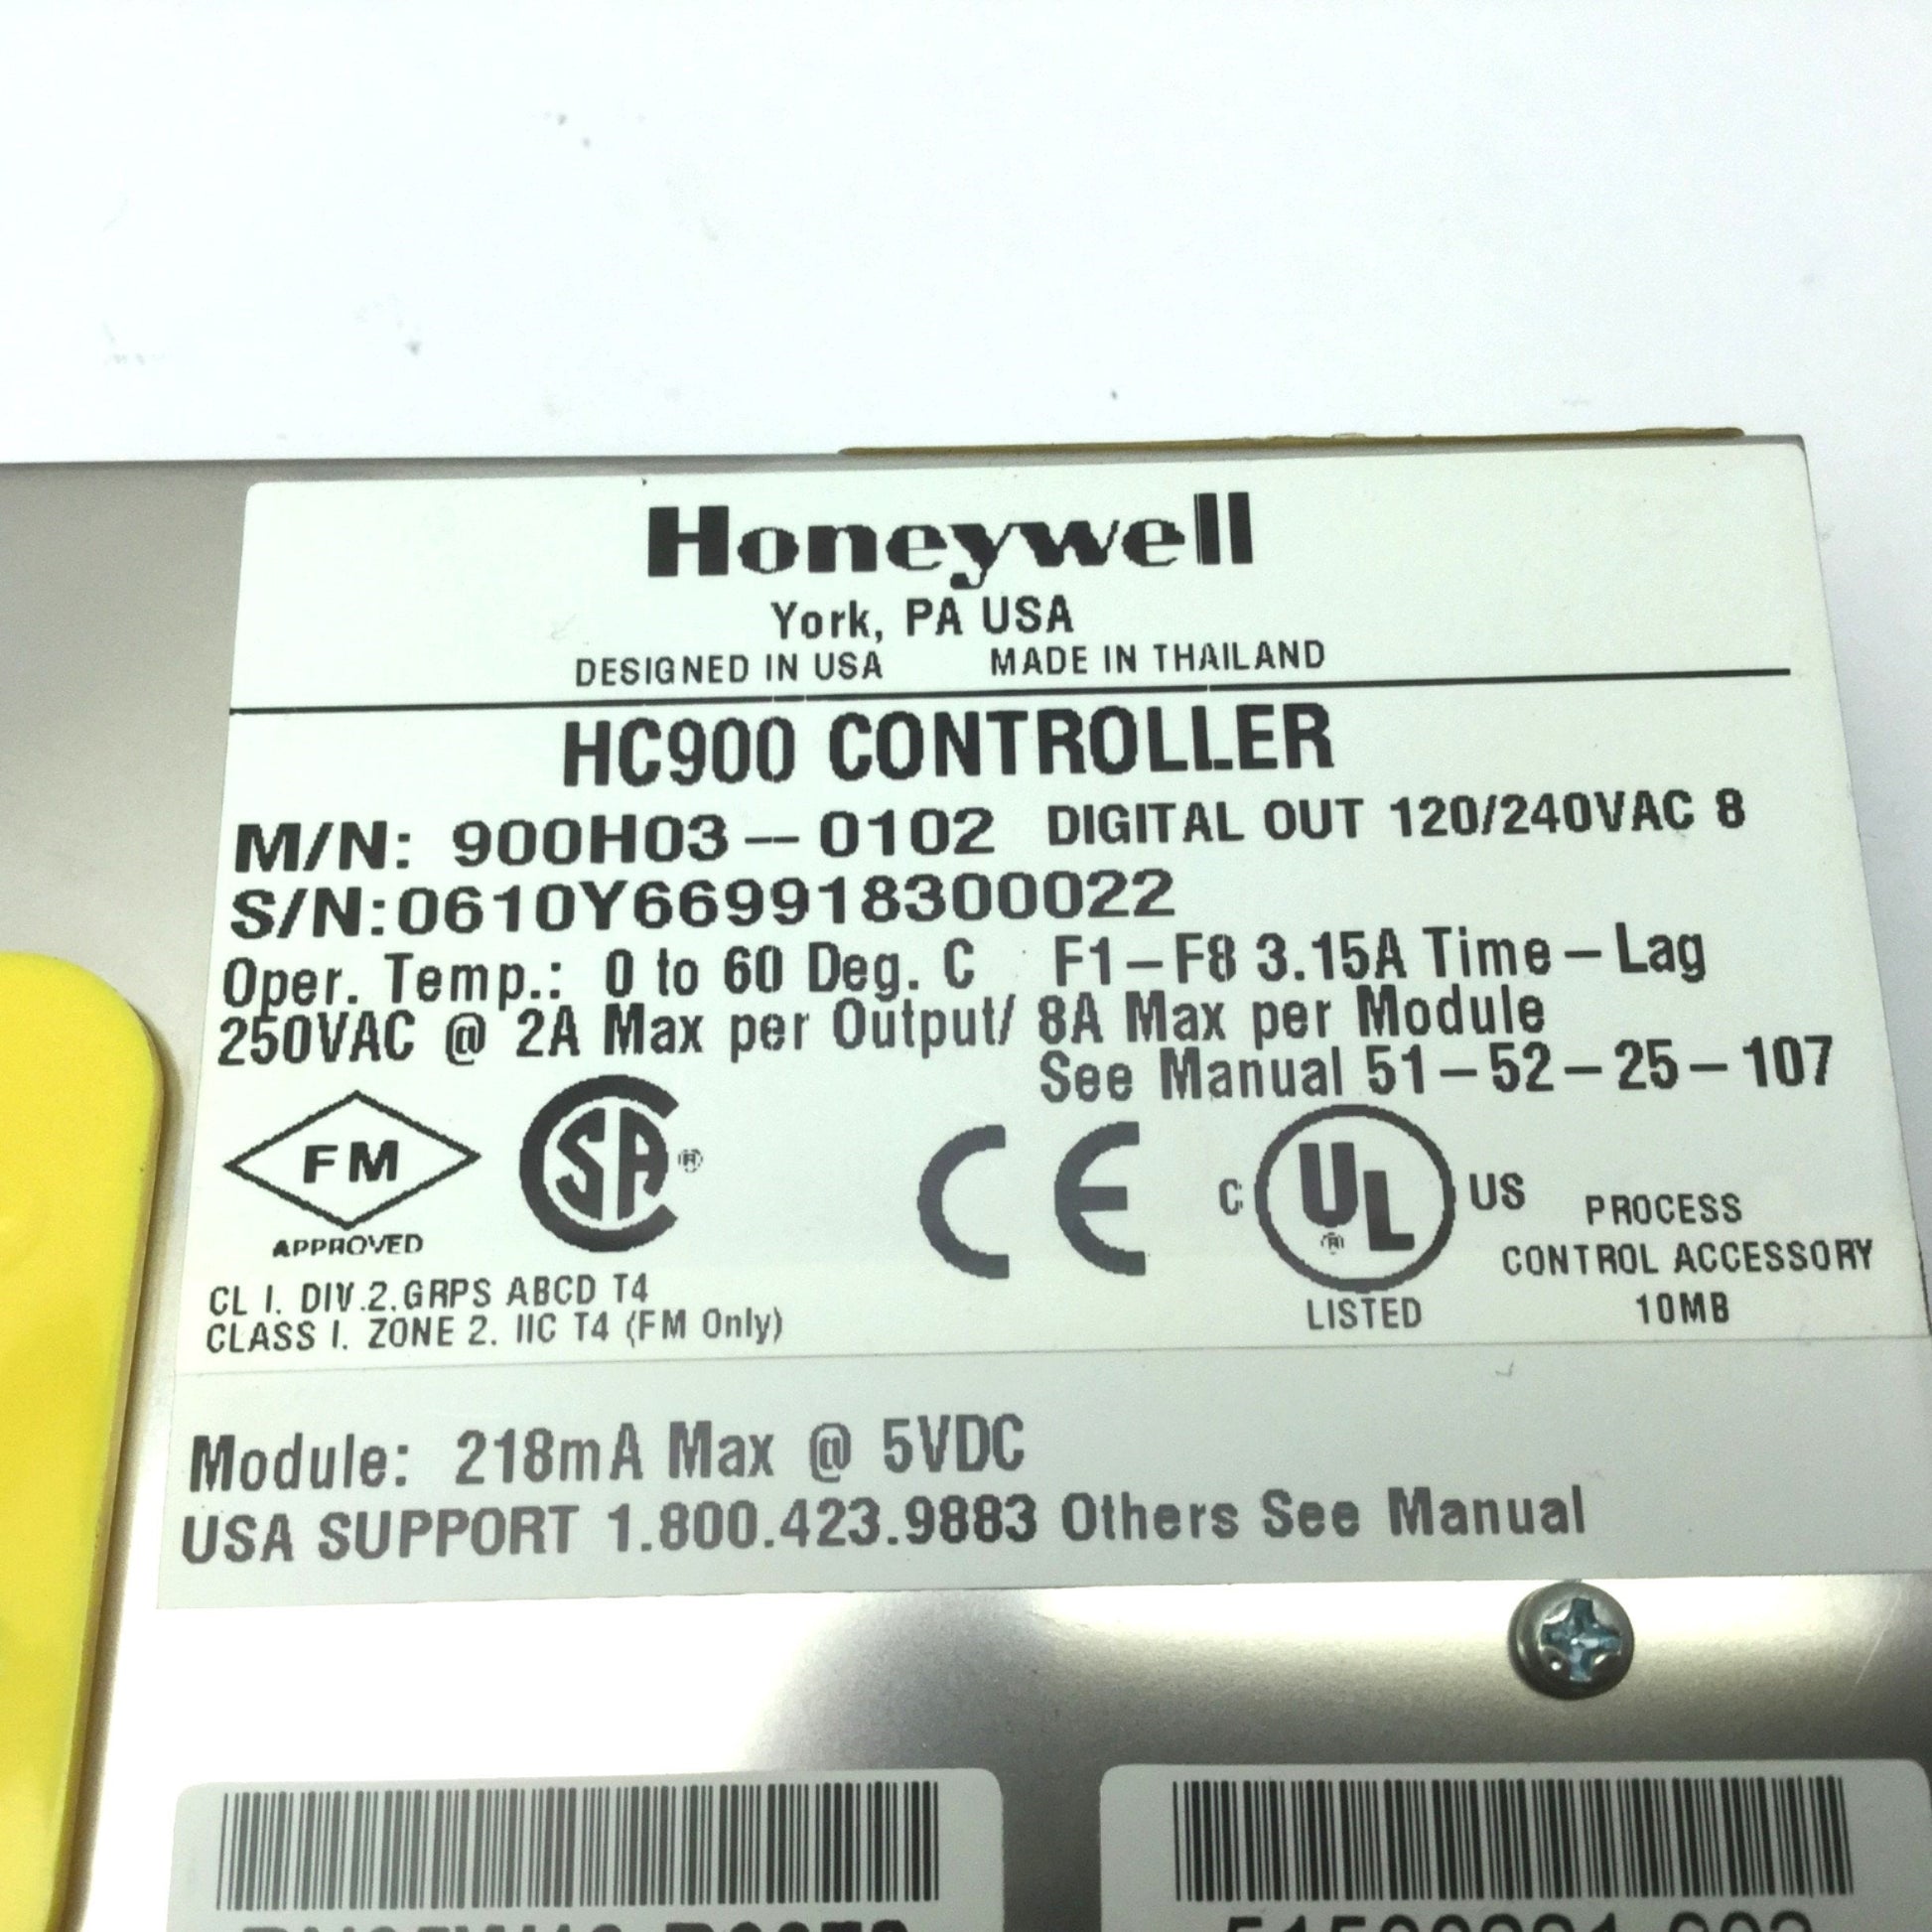 Honeywell
York, PA USA
DESIGNED IN USA MADE IN THAILAND
HC900 CONTROLLER
M/N: 900H03-0102 DIGITAL OUT 120/240VAC 8
S/N:0610Y669918300022
Oper. Temp.: 0 to 60 Deg. C F1-F8 3.15A Time-Lag
250VAC @ 2A Max per Output/ 8A Max per Module
See Manual 51-52-25-107
FM
APPROVED
SA ®
CE
C UL ® US
LISTED
PROCESS
CONTROL ACCESSORY
10MB
CL I. DIV.2.GRPS ABCD T4
CLASS I. ZONE 2. IIC T4 (FM Only)
Module: 218mA Max @ 5VDC
USA SUPPORT 1.800.423.9883 Others See Manual